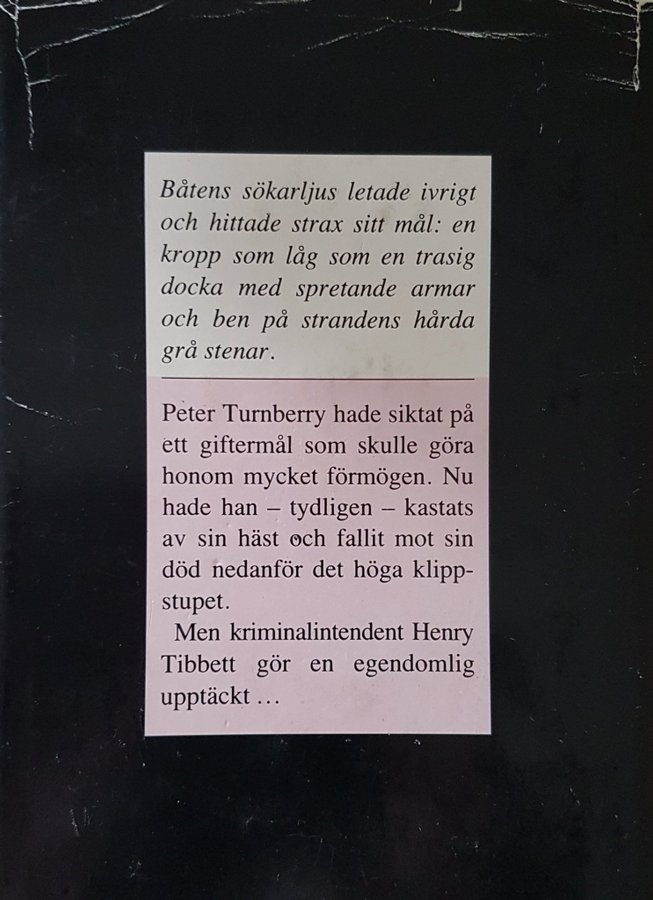 Båtens sökarljus letade ivrigt
och hittade strax sitt mål: en
kropp som låg som en trasig
docka med spretande armar
och ben på strandens hårda
grå stenar.
Peter Turnberry hade siktat på
ett giftermål som skulle göra
honom mycket förmögen. Nu
hade han – tydligen – kastats
av sin häst och fallit mot sin
död nedanför det höga klipp-
stupet.
Men kriminalintendent Henry
Tibbett gör en egendomlig
upptäckt ...